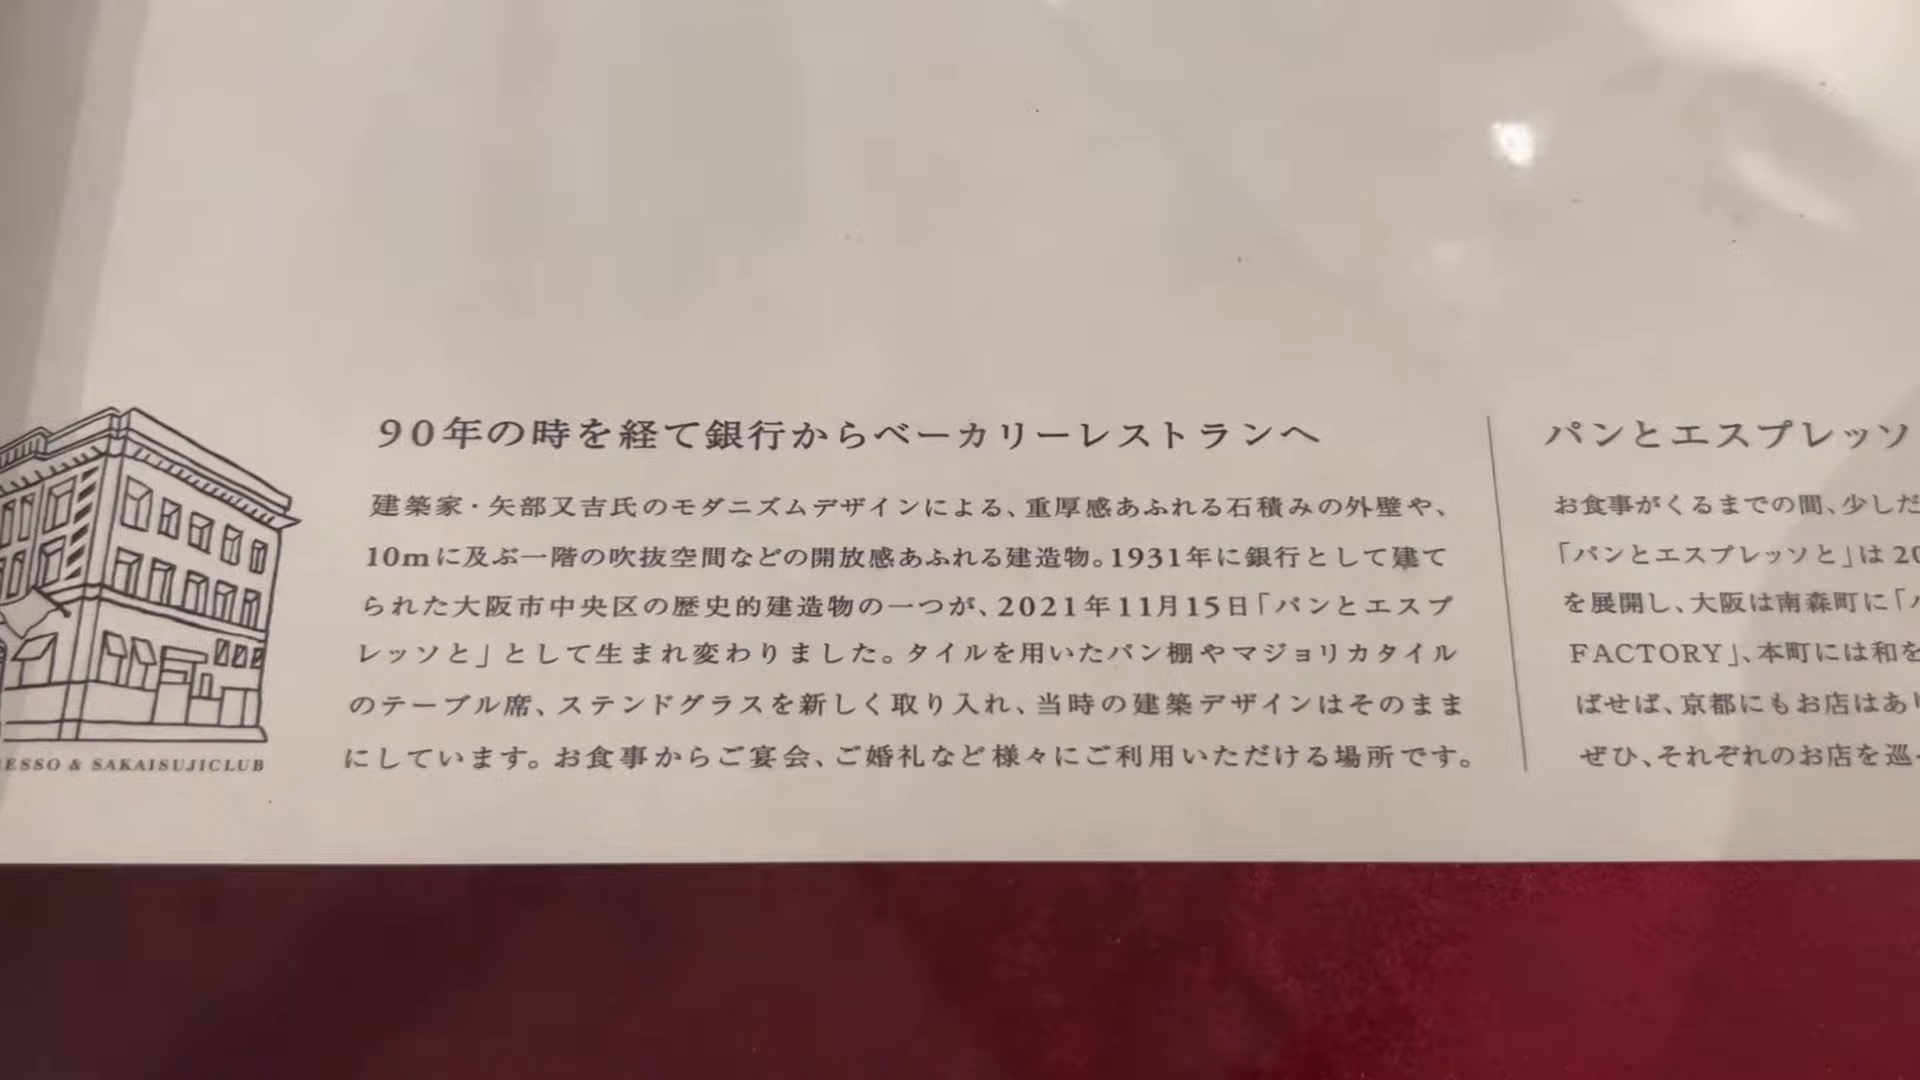 90年の時を経て銀行からベーカリーレストランへ
建築家・矢部又吉氏のモダニズムデザインによる、重厚感あふれる石積みの外壁や、
10mに及ぶ一階の吹抜空間などの開放感あふれる建造物。1931年に銀行として建て
られた大阪市中央区の歴史的建造物の一つが、2021年11月15日「パンとエスプ
レッソと」として生まれ変わりました。タイルを用いたパン棚やマジョリカタイル
のテーブル席、ステンドグラスを新しく取り入れ、当時の建築デザインはそのまま
にしています。お食事からご宴会、ご婚礼など様々にご利用いただける場所です。
ESSO & SAKAISUJICLUB
パンとエスプレッソ
お食事がくるまでの間、少しだ
「パンとエスプレッソと」は 20
を展開し、大阪は南森町に「パ
FACTORY」、本町には和を
ばせば、京都にもお店はあり
ぜひ、それぞれのお店を巡っ